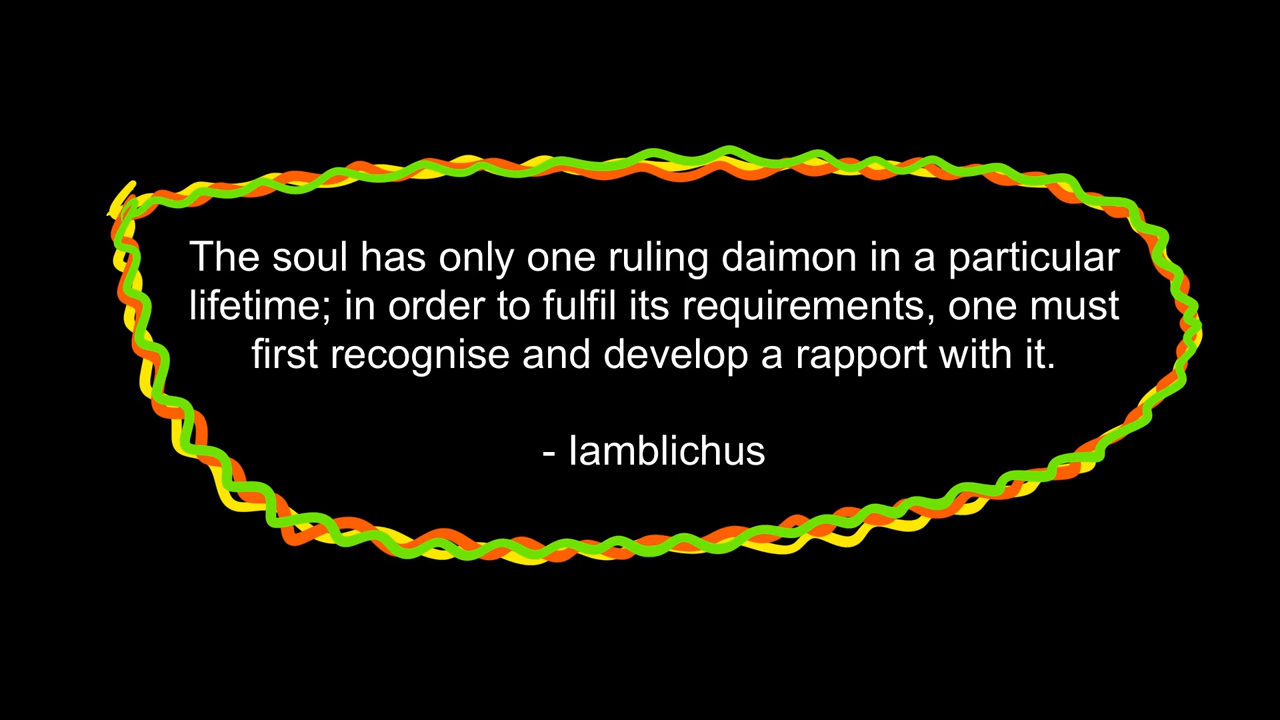 The soul has only one ruling daimon in a particular
lifetime; in order to fulfil its requirements, one must
first recognise and develop a rapport with it.
- Iamblichus